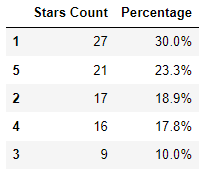 Stars Count Percentage
1 27 30.0%
5 21 23.3%
2 17 18.9%
4 16 17.8%
3 9 10.0%